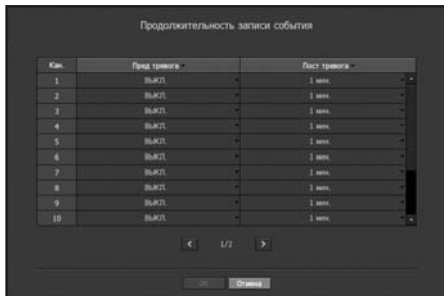 Продолжительность записи события
Кан. Пред тревога Пост тревога
1 ВЫКЛ. 1 мин.
2 ВЫКЛ. 1 мин.
3 ВЫКЛ. 1 мин.
4 ВЫКЛ. 1 мин.
5 ВЫКЛ. 1 мин.
6 ВЫКЛ. 1 мин.
7 ВЫКЛ. 1 мин.
8 ВЫКЛ. 1 мин.
9 ВЫКЛ. 1 мин.
10 ВЫКЛ. 1 мин.
< 1/2 >
OK Отмена